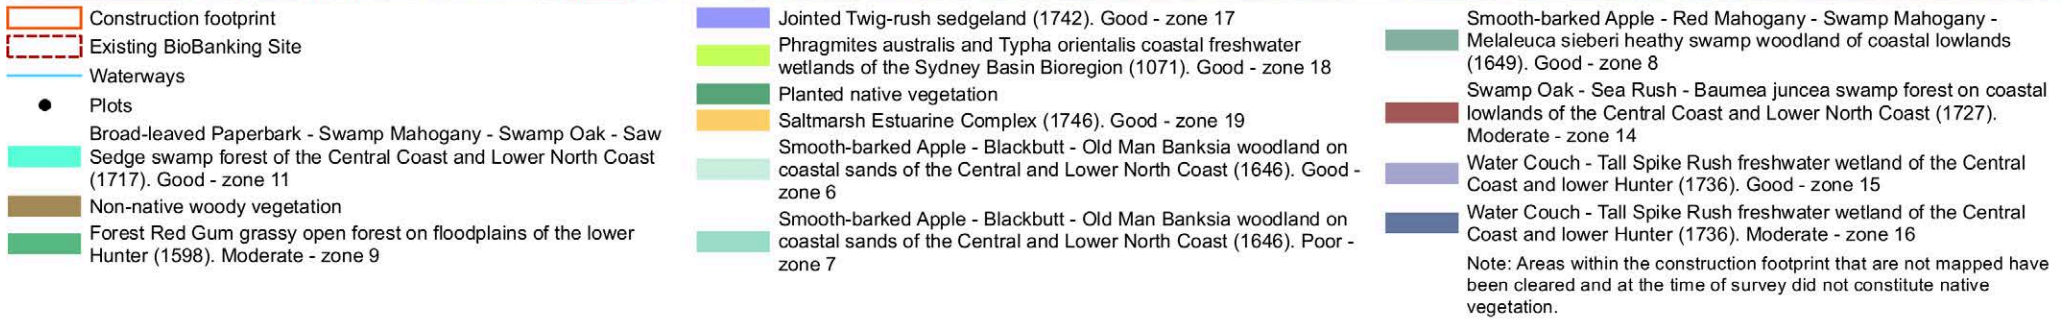 Construction footprint
Existing BioBanking Site
Waterways
Plots
Broad-leaved Paperbark - Swamp Mahogany - Swamp Oak - Saw
Sedge swamp forest of the Central Coast and Lower North Coast
(1717). Good - zone 11
Non-native woody vegetation
Forest Red Gum grassy open forest on floodplains of the lower
Hunter (1598). Moderate - zone 9
Jointed Twig-rush sedgeland (1742). Good - zone 17
Phragmites australis and Typha orientalis coastal freshwater
wetlands of the Sydney Basin Bioregion (1071). Good - zone 18
Planted native vegetation
Saltmarsh Estuarine Complex (1746). Good - zone 19
Smooth-barked Apple - Blackbutt - Old Man Banksia woodland on
coastal sands of the Central and Lower North Coast (1646). Good -
zone 6
Smooth-barked Apple - Blackbutt - Old Man Banksia woodland on
coastal sands of the Central and Lower North Coast (1646). Poor -
zone 7
Smooth-barked Apple - Red Mahogany - Swamp Mahogany -
Melaleuca sieberi heathy swamp woodland of coastal lowlands
(1649). Good - zone 8
Swamp Oak - Sea Rush - Baumea juncea swamp forest on coastal
lowlands of the Central Coast and Lower North Coast (1727).
Moderate - zone 14
Water Couch - Tall Spike Rush freshwater wetland of the Central
Coast and lower Hunter (1736). Good - zone 15
Water Couch - Tall Spike Rush freshwater wetland of the Central
Coast and lower Hunter (1736). Moderate - zone 16
Note: Areas within the construction footprint that are not mapped have
been cleared and at the time of survey did not constitute native
vegetation.